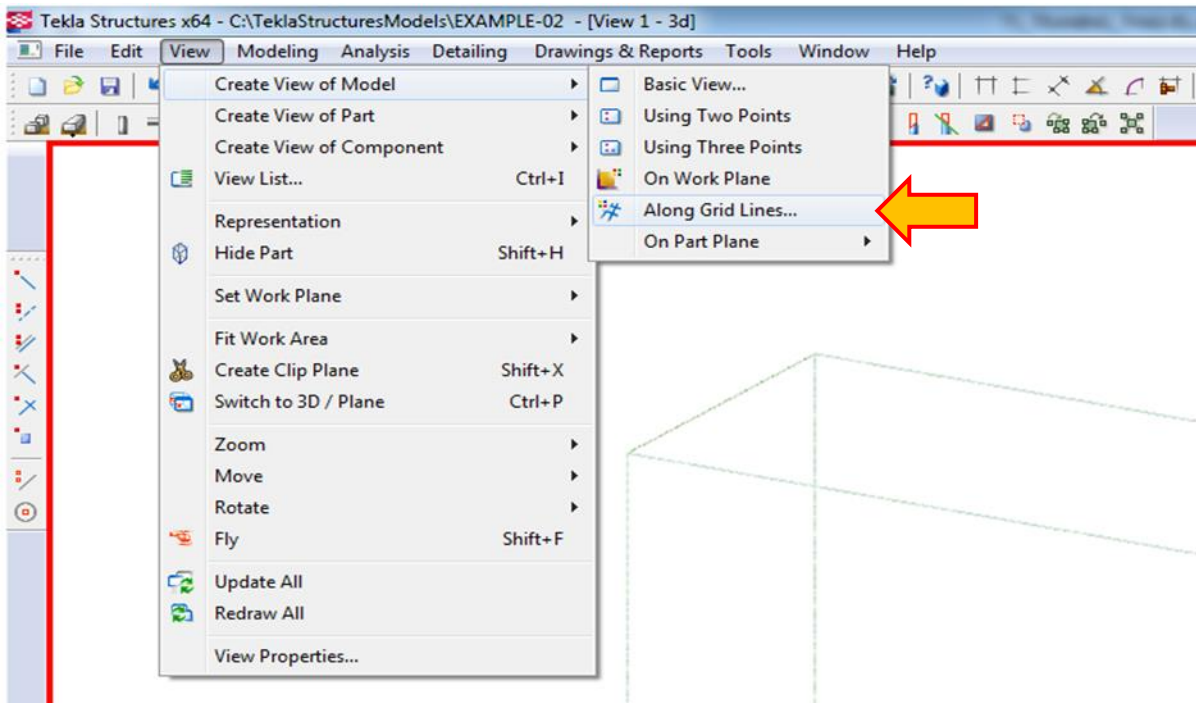 Tekla Structures x64 - C:\TeklaStructuresModels\EXAMPLE-02 - [View 1 - 3d]
File Edit View Modeling Analysis Detailing Drawings & Reports Tools Window Help
Create View of Model
Create View of Part
Create View of Component
View List... Ctrl+I
Representation
Hide Part Shift+H
Set Work Plane
Fit Work Area
Create Clip Plane Shift+X
Switch to 3D / Plane Ctrl+P
Zoom
Move
Rotate
Fly Shift+F
Update All
Redraw All
View Properties...
Basic View...
Using Two Points
Using Three Points
On Work Plane
Along Grid Lines...
On Part Plane